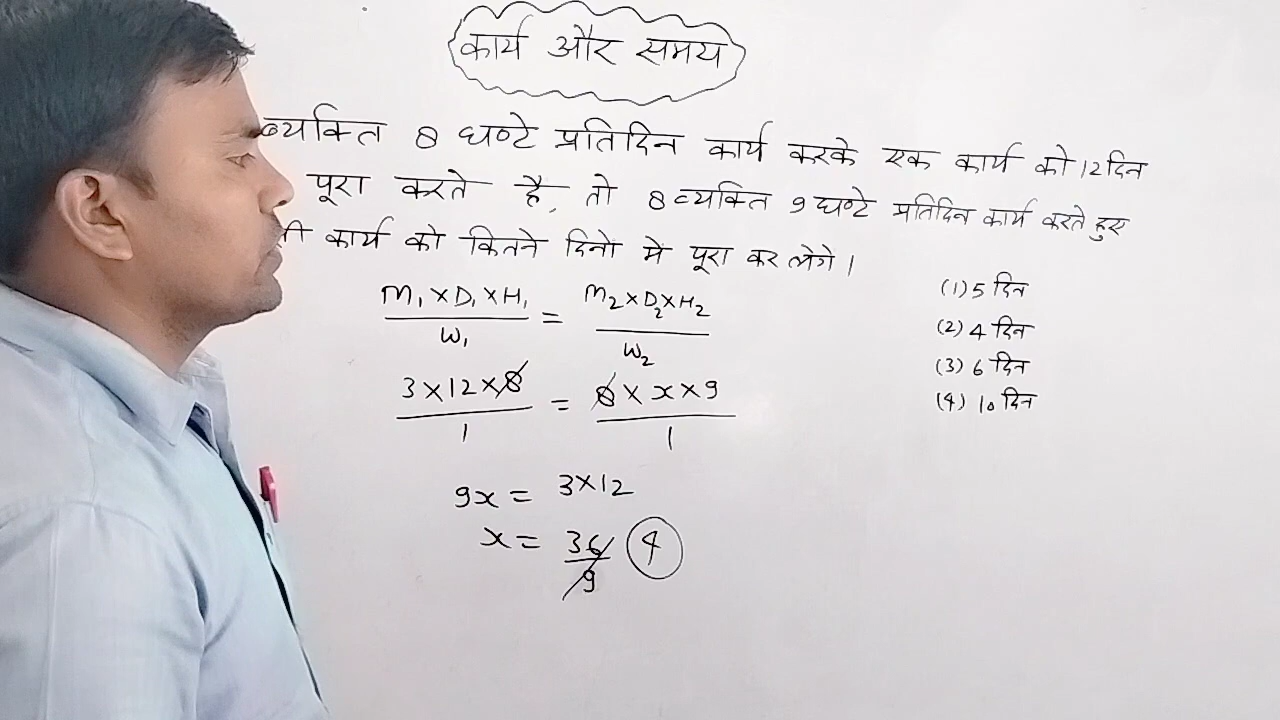 कार्य और समय
व्यक्ति 8 घण्टे प्रतिदिन कार्य करके एक कार्य को 12 दिन
पूरा करते है, तो 8 व्यक्ति 9 घण्टे प्रतिदिन कार्य करते हुए
कार्य को कितने दिनो मे पूरा कर लेगे।
M₁ × D₁ × H₁ / W₁ = M₂ × D₂ × H₂ / W₂
3 × 12 × 8 / 1 = 8 × x × 9 / 1
9x = 3 × 12
x = 36 / 9 4
(1) 5 दिन
(2) 4 दिन
(3) 6 दिन
(4) 10 दिन